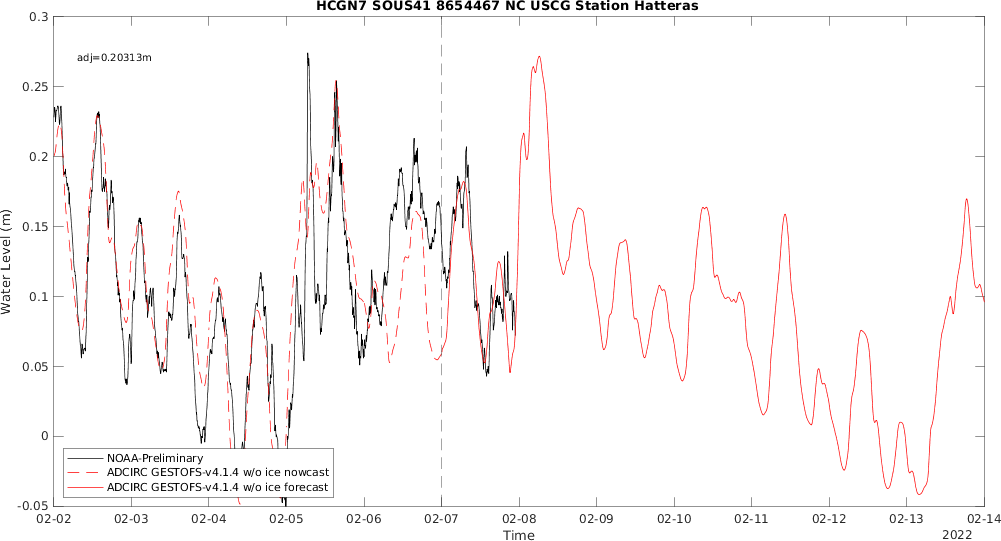 HCGN7 SOUS41 8654467 NC USCG Station Hatteras
0.3
adj=0.20313m
0.25
0.2
0.15
0.1
0.05
0
-0.05
Water Level (m)
NOAA-Preliminary
ADCIRC GESTOFS-v4.1.4 w/o ice nowcast
ADCIRC GESTOFS-v4.1.4 w/o ice forecast
02-02 02-03 02-04 02-05 02-06 02-07 02-08 02-09 02-10 02-11 02-12 02-13 02-14
Time
2022